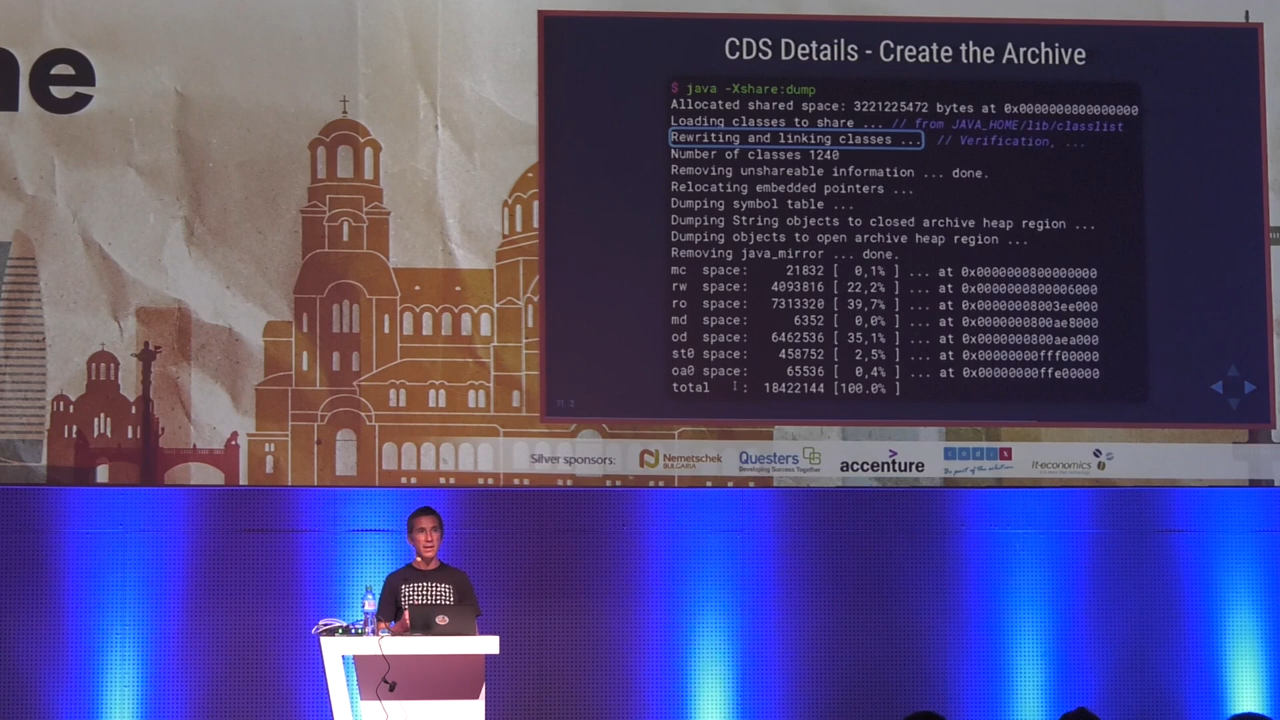 ne
CDS Details - Create the Archive
$ java -Xshare:dump
Allocated shared space: 3221225472 bytes at 0x0000000800000000
Loading classes to share ... // from JAVA_HOME/lib/classlist
Rewriting and linking classes ... // Verification, ...
Number of classes 1240
Removing unshareable information ... done.
Relocating embedded pointers ...
Dumping symbol table ...
Dumping String objects to closed archive heap region ...
Dumping objects to open archive heap region ...
Removing java_mirror ... done.
mc space: 21832 [ 0,1% ] ... at 0x0000000800000000
rw space: 4093816 [ 22,2% ] ... at 0x0000000800006000
ro space: 7313320 [ 39,7% ] ... at 0x00000008003ee000
md space: 6352 [ 0,0% ] ... at 0x0000000800ae8000
od space: 6462536 [ 35,1% ] ... at 0x0000000800aea000
st0 space: 458752 [ 2,5% ] ... at 0x00000000fff00000
oa0 space: 65536 [ 0,4% ] ... at 0x00000000ffe00000
total : 18422144 [100.0% ]
Silver sponsors:
Nemetschek
BULGARIA
Questers
Developing Success Together
accenture
codix
Be part of the solution
It-economics